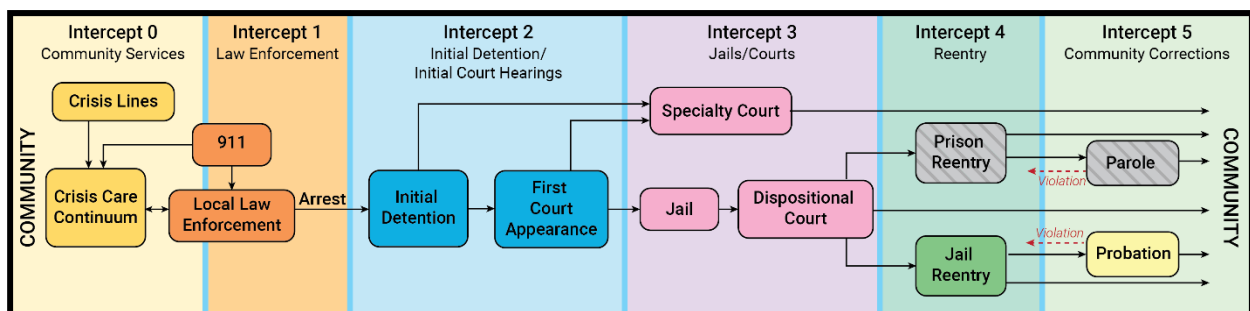 Intercept 0
Community Services
Intercept 1
Law Enforcement
Intercept 2
Initial Detention/
Initial Court Hearings
Intercept 3
Jails/Courts
Intercept 4
Reentry
Intercept 5
Community Corrections
COMMUNITY
Crisis Lines
911
Crisis Care
Continuum
Local Law
Enforcement
Arrest
Initial
Detention
First
Court
Appearance
Specialty Court
Jail
Dispositional
Court
Prison
Reentry
Violation
Parole
Jail
Reentry
Violation
Probation
COMMUNITY